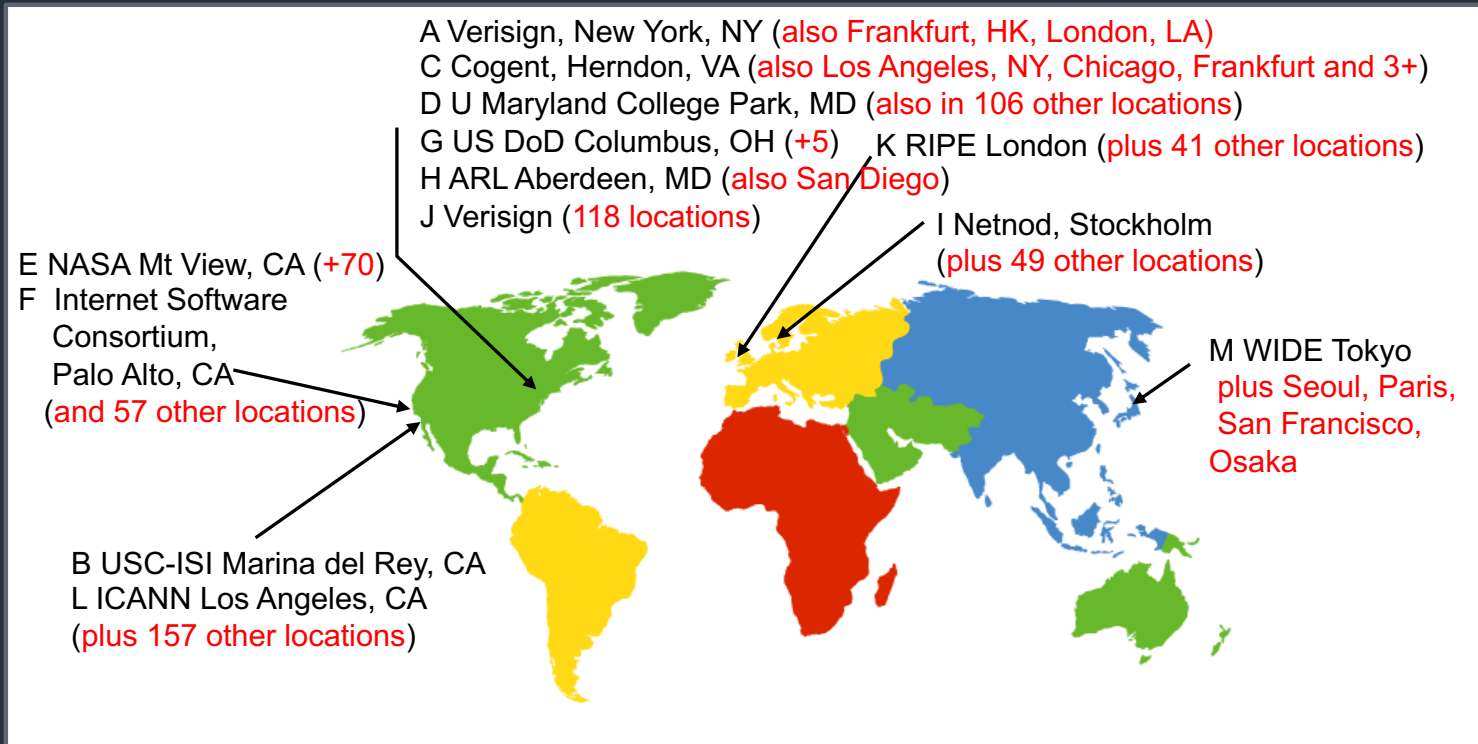 A Verisign, New York, NY (also Frankfurt, HK, London, LA)
C Cogent, Herndon, VA (also Los Angeles, NY, Chicago, Frankfurt and 3+)
D U Maryland College Park, MD (also in 106 other locations)
G US DoD Columbus, OH (+5)
H ARL Aberdeen, MD (also San Diego)
J Verisign (118 locations)
K RIPE London (plus 41 other locations)
I Netnod, Stockholm
(plus 49 other locations)
E NASA Mt View, CA (+70)
F Internet Software
Consortium,
Palo Alto, CA
(and 57 other locations)
M WIDE Tokyo
plus Seoul, Paris,
San Francisco,
Osaka
B USC-ISI Marina del Rey, CA
L ICANN Los Angeles, CA
(plus 157 other locations)